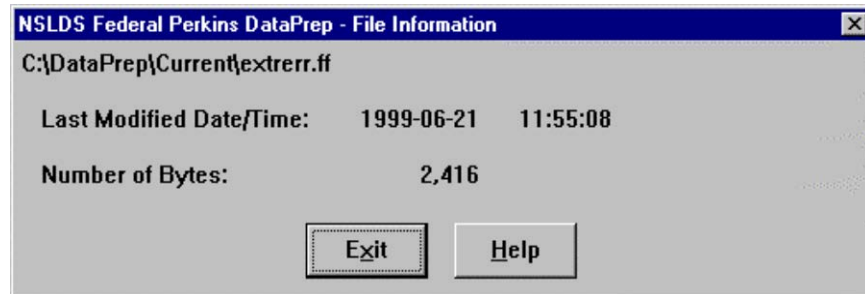 NSLDS Federal Perkins DataPrep - File Information
C:\DataPrep\Current\extrerr.ff
Last Modified Date/Time: 1999-06-21 11:55:08
Number of Bytes: 2,416
Exit Help